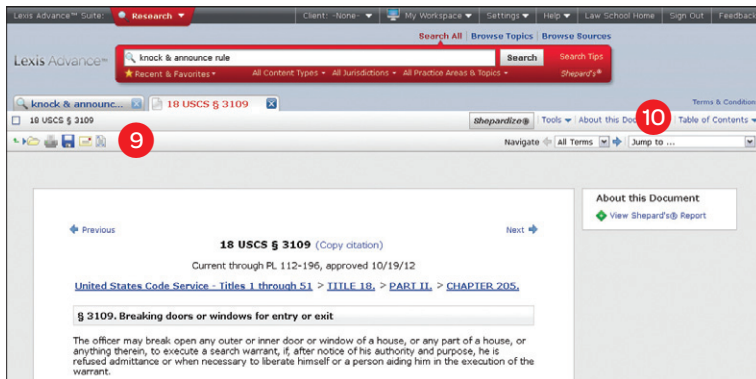 Lexis Advance™ Suite: Research Client: -None- My Workspace Settings Help Law School Home Sign Out Feedback
Search All Browse Topics Browse Sources
Lexis Advance™ knock & announce rule Search Search Tips
Recent & Favorites All Content Types All Jurisdictions All Practice Areas & Topics Shepard's®
knock & announc... 18 USCS § 3109 Terms & Condition
18 USCS § 3109 Shepardize® Tools About this Doc 10 Table of Contents
9 Navigate All Terms Jump to ...
About this Document
View Shepard's® Report
Previous Next
18 USCS § 3109 (Copy citation)
Current through PL 112-196, approved 10/19/12
United States Code Service - Titles 1 through 51 > TITLE 18. > PART II. > CHAPTER 205.
§ 3109. Breaking doors or windows for entry or exit
The officer may break open any outer or inner door or window of a house, or any part of a house, or
anything therein, to execute a search warrant, if, after notice of his authority and purpose, he is
refused admittance or when necessary to liberate himself or a person aiding him in the execution of the
warrant.